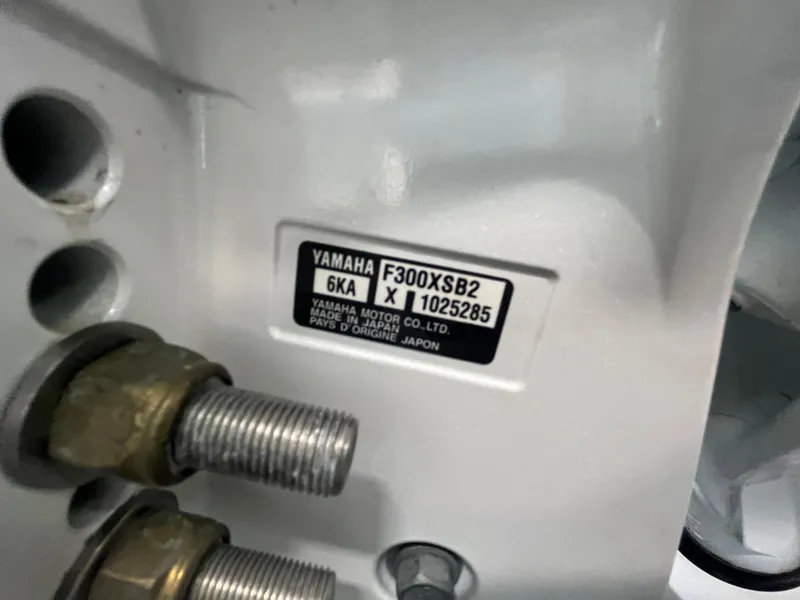 YAMAHA F300XSB2
6KA X 1025285
YAMAHA MOTOR CO.,LTD.
MADE IN JAPAN
PAYS D'ORIGINE JAPON